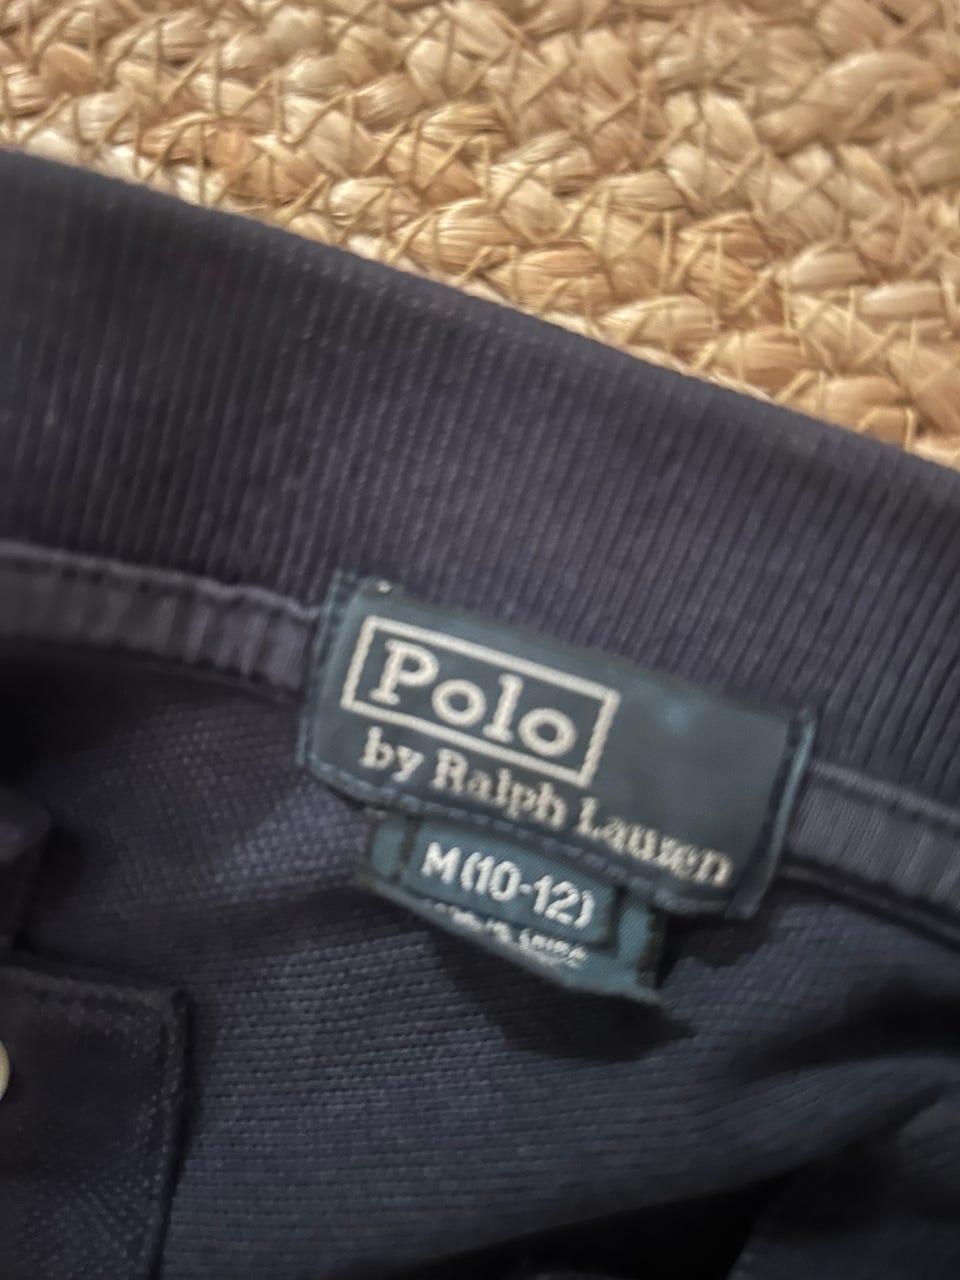 Polo
by Ralph Lauren
M(10-12)